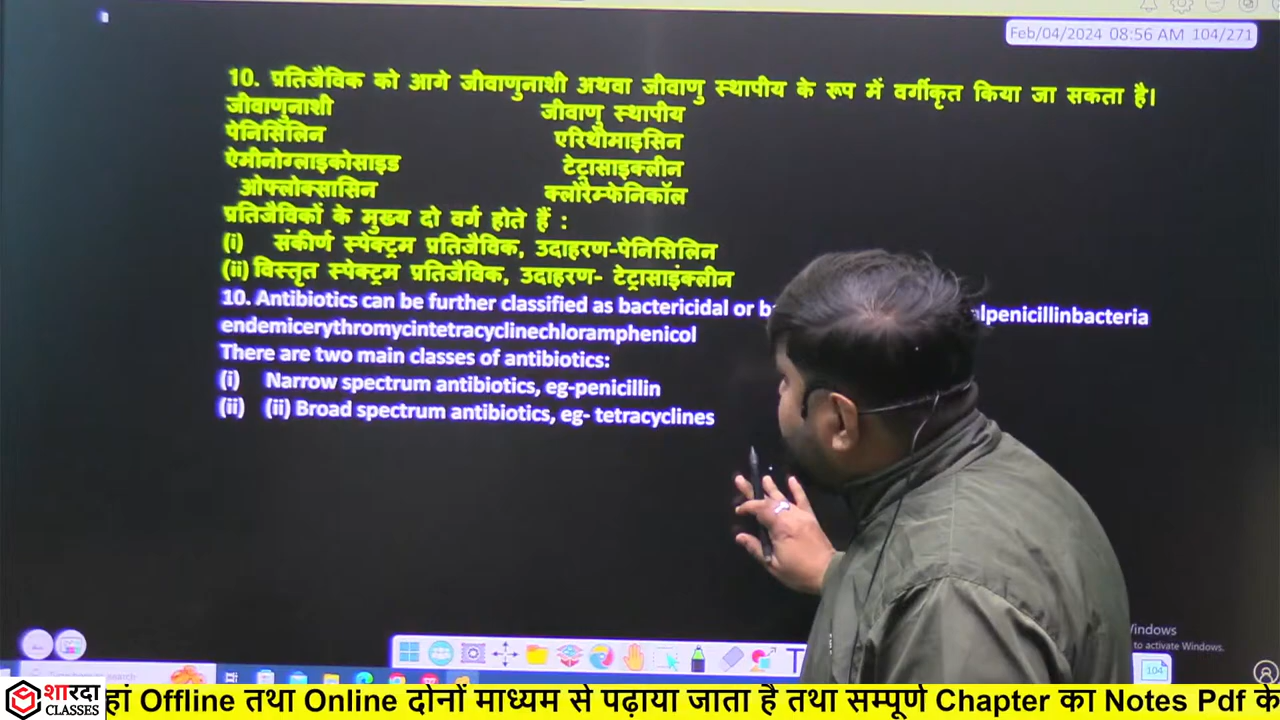 Feb/04/2024 08:56 AM 104/271
10. प्रतिजैविक को आगे जीवाणुनाशी अथवा जीवाणु स्थापीय के रूप में वर्गीकृत किया जा सकता है।
जीवाणुनाशी जीवाणु स्थापीय
पेनिसिलिन एरिथ्रोमाइसिन
ऐमीनोग्लाइकोसाइड टेट्रासाइक्लीन
ओफ्लोक्सासिन क्लोरैम्फेनिकॉल
प्रतिजैविकों के मुख्य दो वर्ग होते हैं :
(i) संकीर्ण स्पेक्ट्रम प्रतिजैविक, उदाहरण-पेनिसिलिन
(ii) विस्तृत स्पेक्ट्रम प्रतिजैविक, उदाहरण- टेट्रासाइक्लीन
10. Antibiotics can be further classified as bactericidal or alpenicillinbacteria
endemicerythromycintetracyclinechloramphenicol
There are two main classes of antibiotics:
(i) Narrow spectrum antibiotics, eg-penicillin
(ii) (ii) Broad spectrum antibiotics, eg- tetracyclines
indows
to activate Windows.
104
शारदा
CLASSES
हां Offline तथा Online दोनों माध्यम से पढ़ाया जाता है तथा सम्पूर्ण Chapter का Notes Pdf के